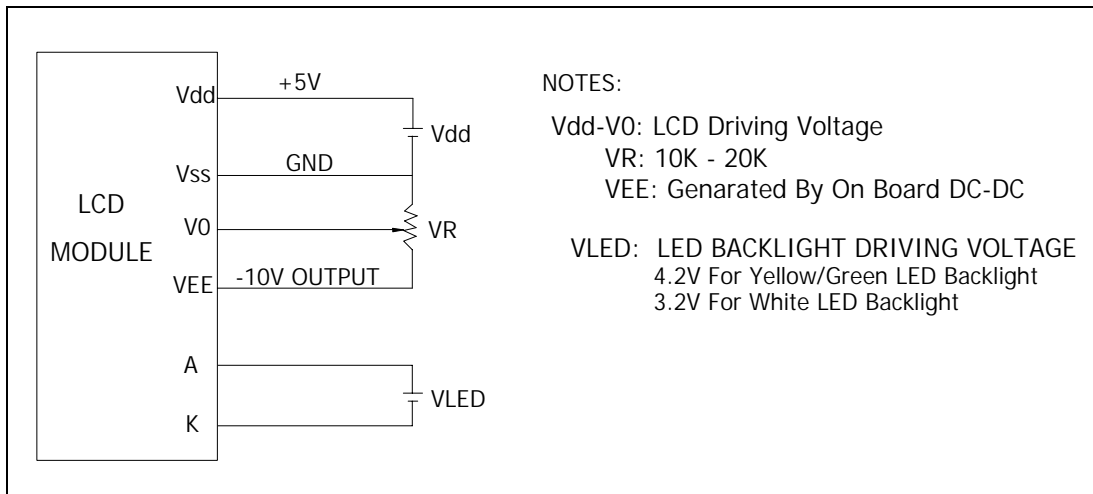 Vdd
+5V
Vdd
Vss
GND
LCD
MODULE
V0
VR
VEE
-10V OUTPUT
A
VLED
K
NOTES:
Vdd-V0: LCD Driving Voltage
VR: 10K - 20K
VEE: Genarated By On Board DC-DC
VLED: LED BACKLIGHT DRIVING VOLTAGE
4.2V For Yellow/Green LED Backlight
3.2V For White LED Backlight